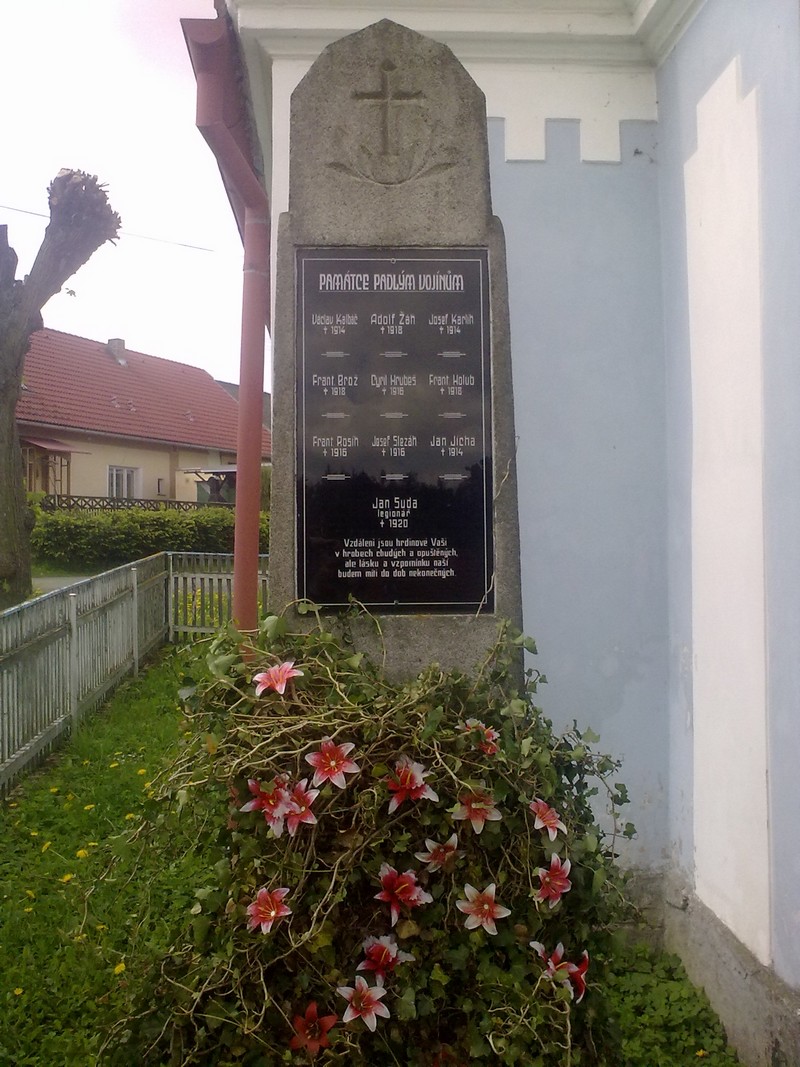 PAMÁTCE PADLÝM VOJÍNŮM
Václav Kalbáč Adolf Žák Josef Karlík
† 1914 † 1918 † 1914
Frant. Brož Cyril Hrubeš Frant. Holub
† 1918 † 1916 † 1918
Frant. Rosík Josef Slezák Jan Jícha
† 1916 † 1916 † 1914
Jan Suda
legionář
† 1920
Vzdáleni jsou hrdinové Vaši
v hrobech chudých a opuštěných,
ale lásku a vzpomínku naší
budem míti do dob nekonečných.